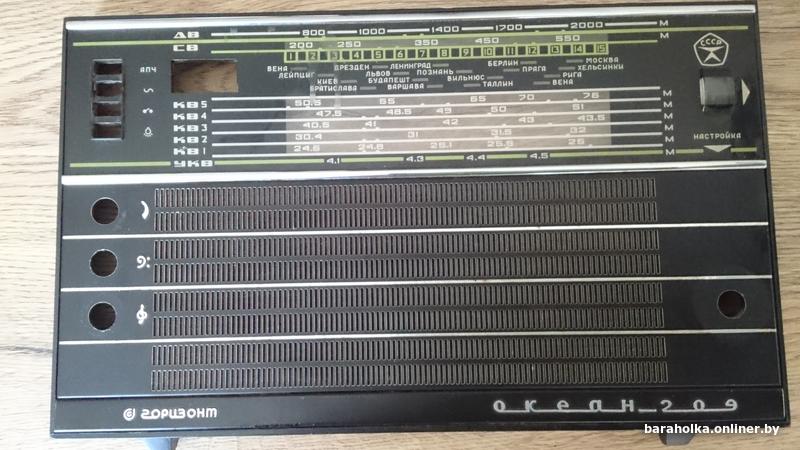 ДВ 800 1000 1400 1700 2000 М
СВ 200 250 350 450 550 М
1 2 3 4 5 6 7 8 9 10 11 12 13 14 15
СССР
ВЕНА ДРЕЗДЕН ЛЕНИНГРАД БЕРЛИН МОСКВА
ЛЕЙПЦИГ ЛЬВОВ ПОЗНАНЬ ПРАГА ХЕЛЬСИНКИ
КИЕВ БУДАПЕШТ ВИЛЬНЮС РИГА
БРАТИСЛАВА ВАРШАВА ТАЛЛИН ВЕНА
АПЧ
КВ 5 50.5 55 65 70 75 М
КВ 4 47.5 48.5 49 50 51 М
КВ 3 40.5 41 42 43 43.5 М
КВ 2 30.4 31 31.5 32 М
КВ 1 24.6 24.8 25.1 25.5 25 М
УКВ 4.1 4.3 4.4 4.5 М
НАСТРОЙКА
ГОРИЗОНТ
океан-209
baraholka.onliner.by